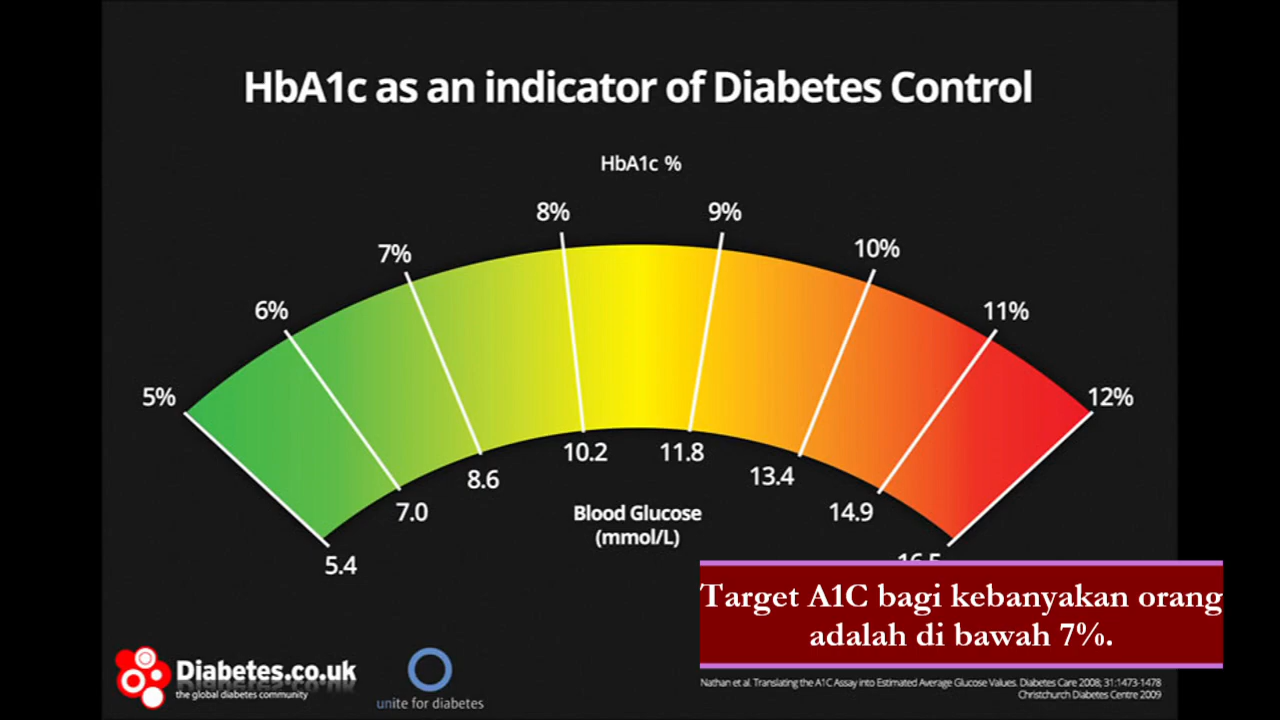 HbA1c as an indicator of Diabetes Control
HbA1c %
8%
9%
7%
10%
6%
11%
5%
12%
10.2
11.8
8.6
13.4
7.0
14.9
Blood Glucose
(mmol/L)
5.4
16.5
Target A1C bagi kebanyakan orang
adalah di bawah 7%.
Diabetes.co.uk
the global diabetes community
unite for diabetes
Nathan et al. Translating the A1C Assay into Estimated Average Glucose Values. Diabetes Care 2008; 31:1473-1478
Christchurch Diabetes Centre 2009